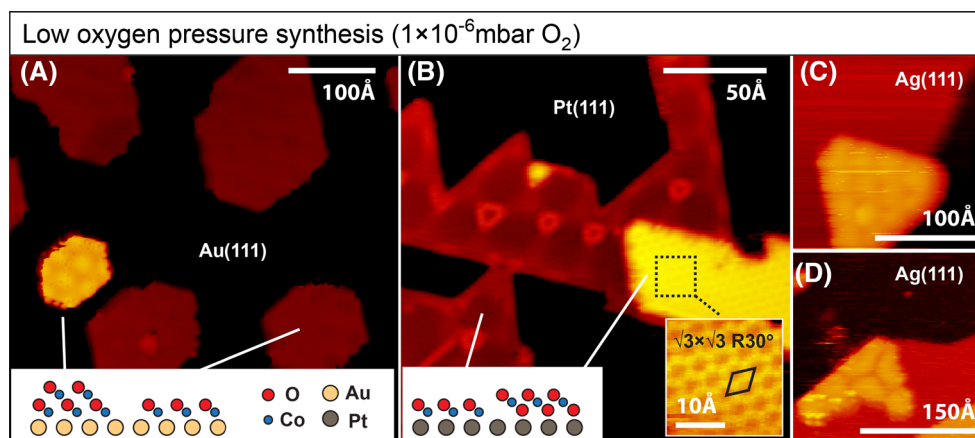 Low oxygen pressure synthesis (1×10⁻⁶mbar O₂)
(A)
100Å
Au(111)
O
Au
Co
Pt
(B)
50Å
Pt(111)
√3×√3 R30°
10Å
(C)
Ag(111)
100Å
(D)
Ag(111)
150Å